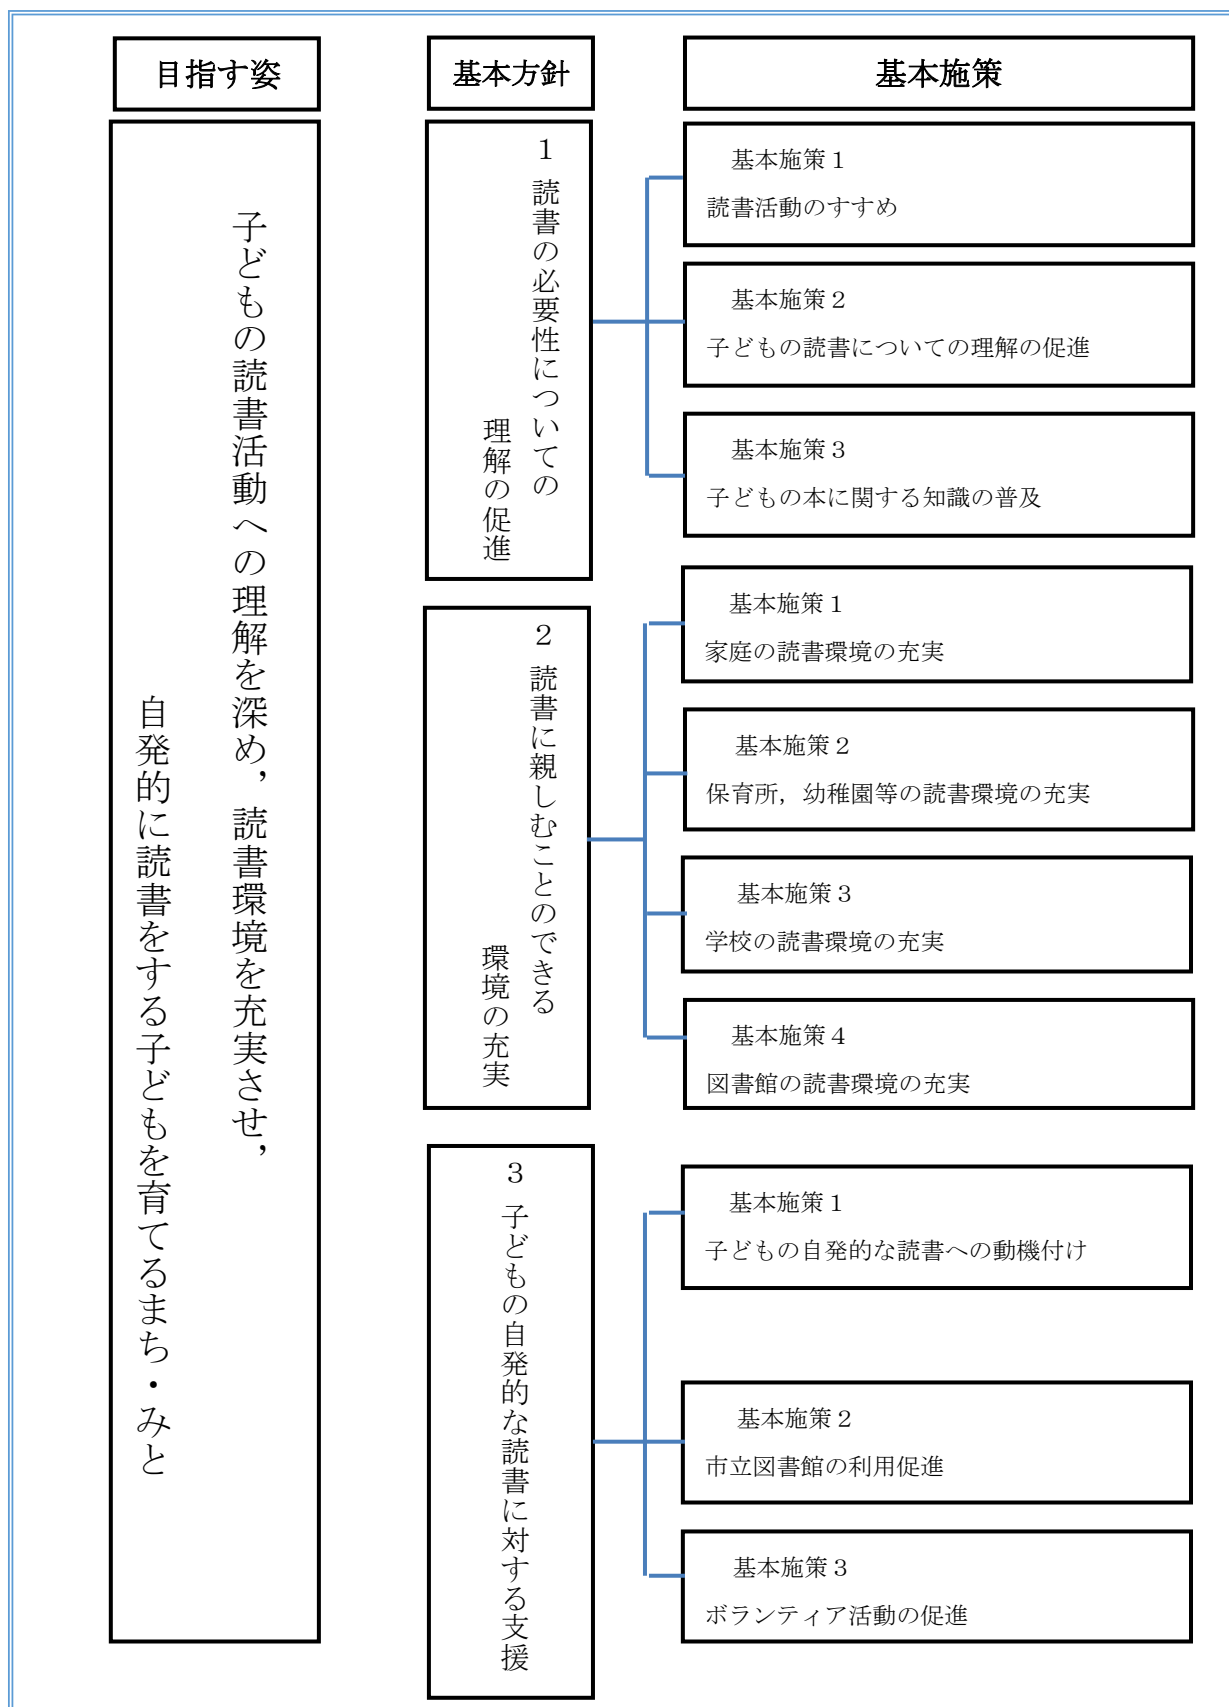 目指す姿
基本方針
基本施策
子どもの読書活動への理解を深め，読書環境を充実させ，
自発的に読書をする子どもを育てるまち・みと
１ 読書の必要性についての
理解の促進
基本施策１
読書活動のすすめ
基本施策２
子どもの読書についての理解の促進
基本施策３
子どもの本に関する知識の普及
２ 読書に親しむことのできる
環境の充実
基本施策１
家庭の読書環境の充実
基本施策２
保育所，幼稚園等の読書環境の充実
基本施策３
学校の読書環境の充実
基本施策４
図書館の読書環境の充実
３ 子どもの自発的な読書に対する支援
基本施策１
子どもの自発的な読書への動機付け
基本施策２
市立図書館の利用促進
基本施策３
ボランティア活動の促進